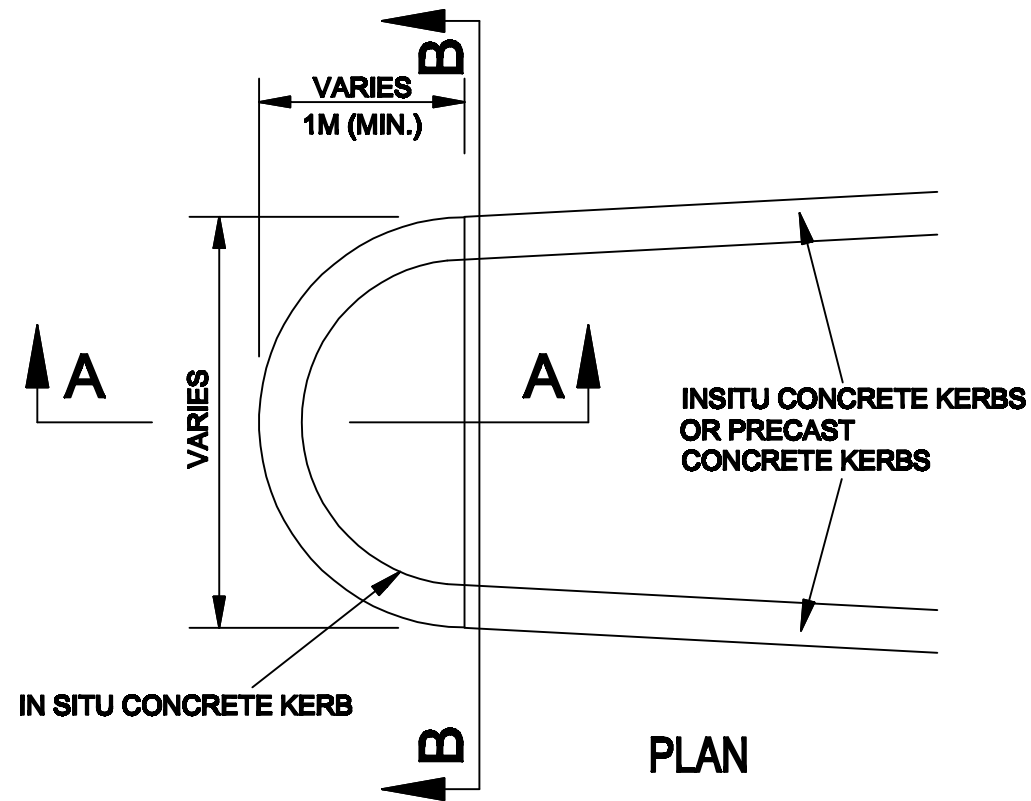 B
VARIES
1M (MIN.)
A
A
VARIES
INSITU CONCRETE KERBS
OR PRECAST
CONCRETE KERBS
IN SITU CONCRETE KERB
B
PLAN